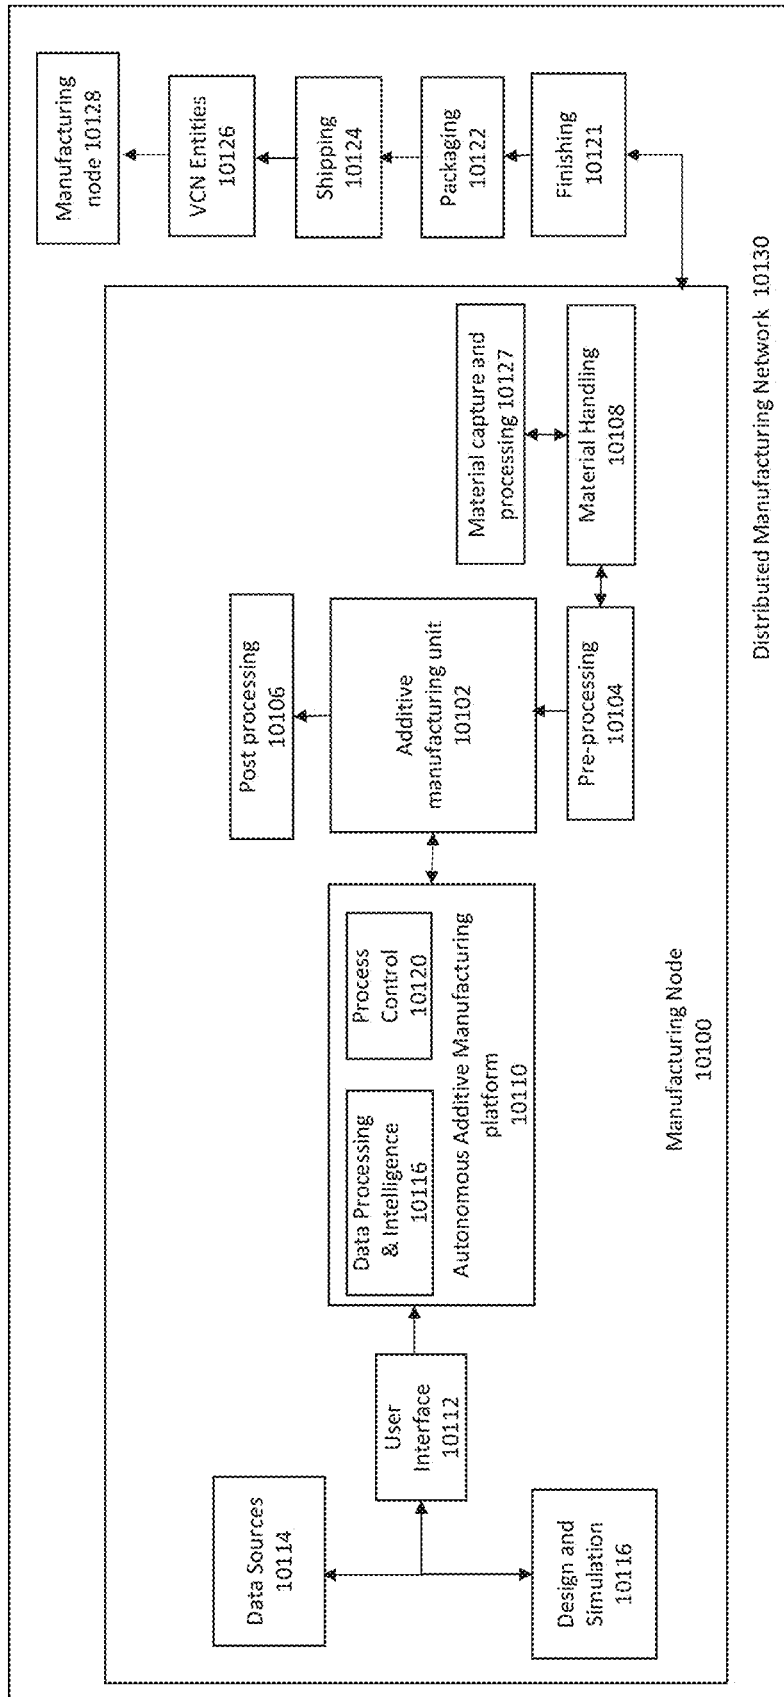 Data Sources
10114
Design and
Simulation
10116
User
Interface
10112
Data Processing
& Intelligence
10116
Process
Control
10120
Autonomous Additive Manufacturing
platform
10110
Post processing
10106
Additive
manufacturing unit
10102
Pre-processing
10104
Material capture and
processing 10127
Material Handling
10108
Manufacturing Node
10100
Manufacturing
node 10128
VCN Entities
10126
Shipping
10124
Packaging
10122
Finishing
10121
Distributed Manufacturing Network 10130